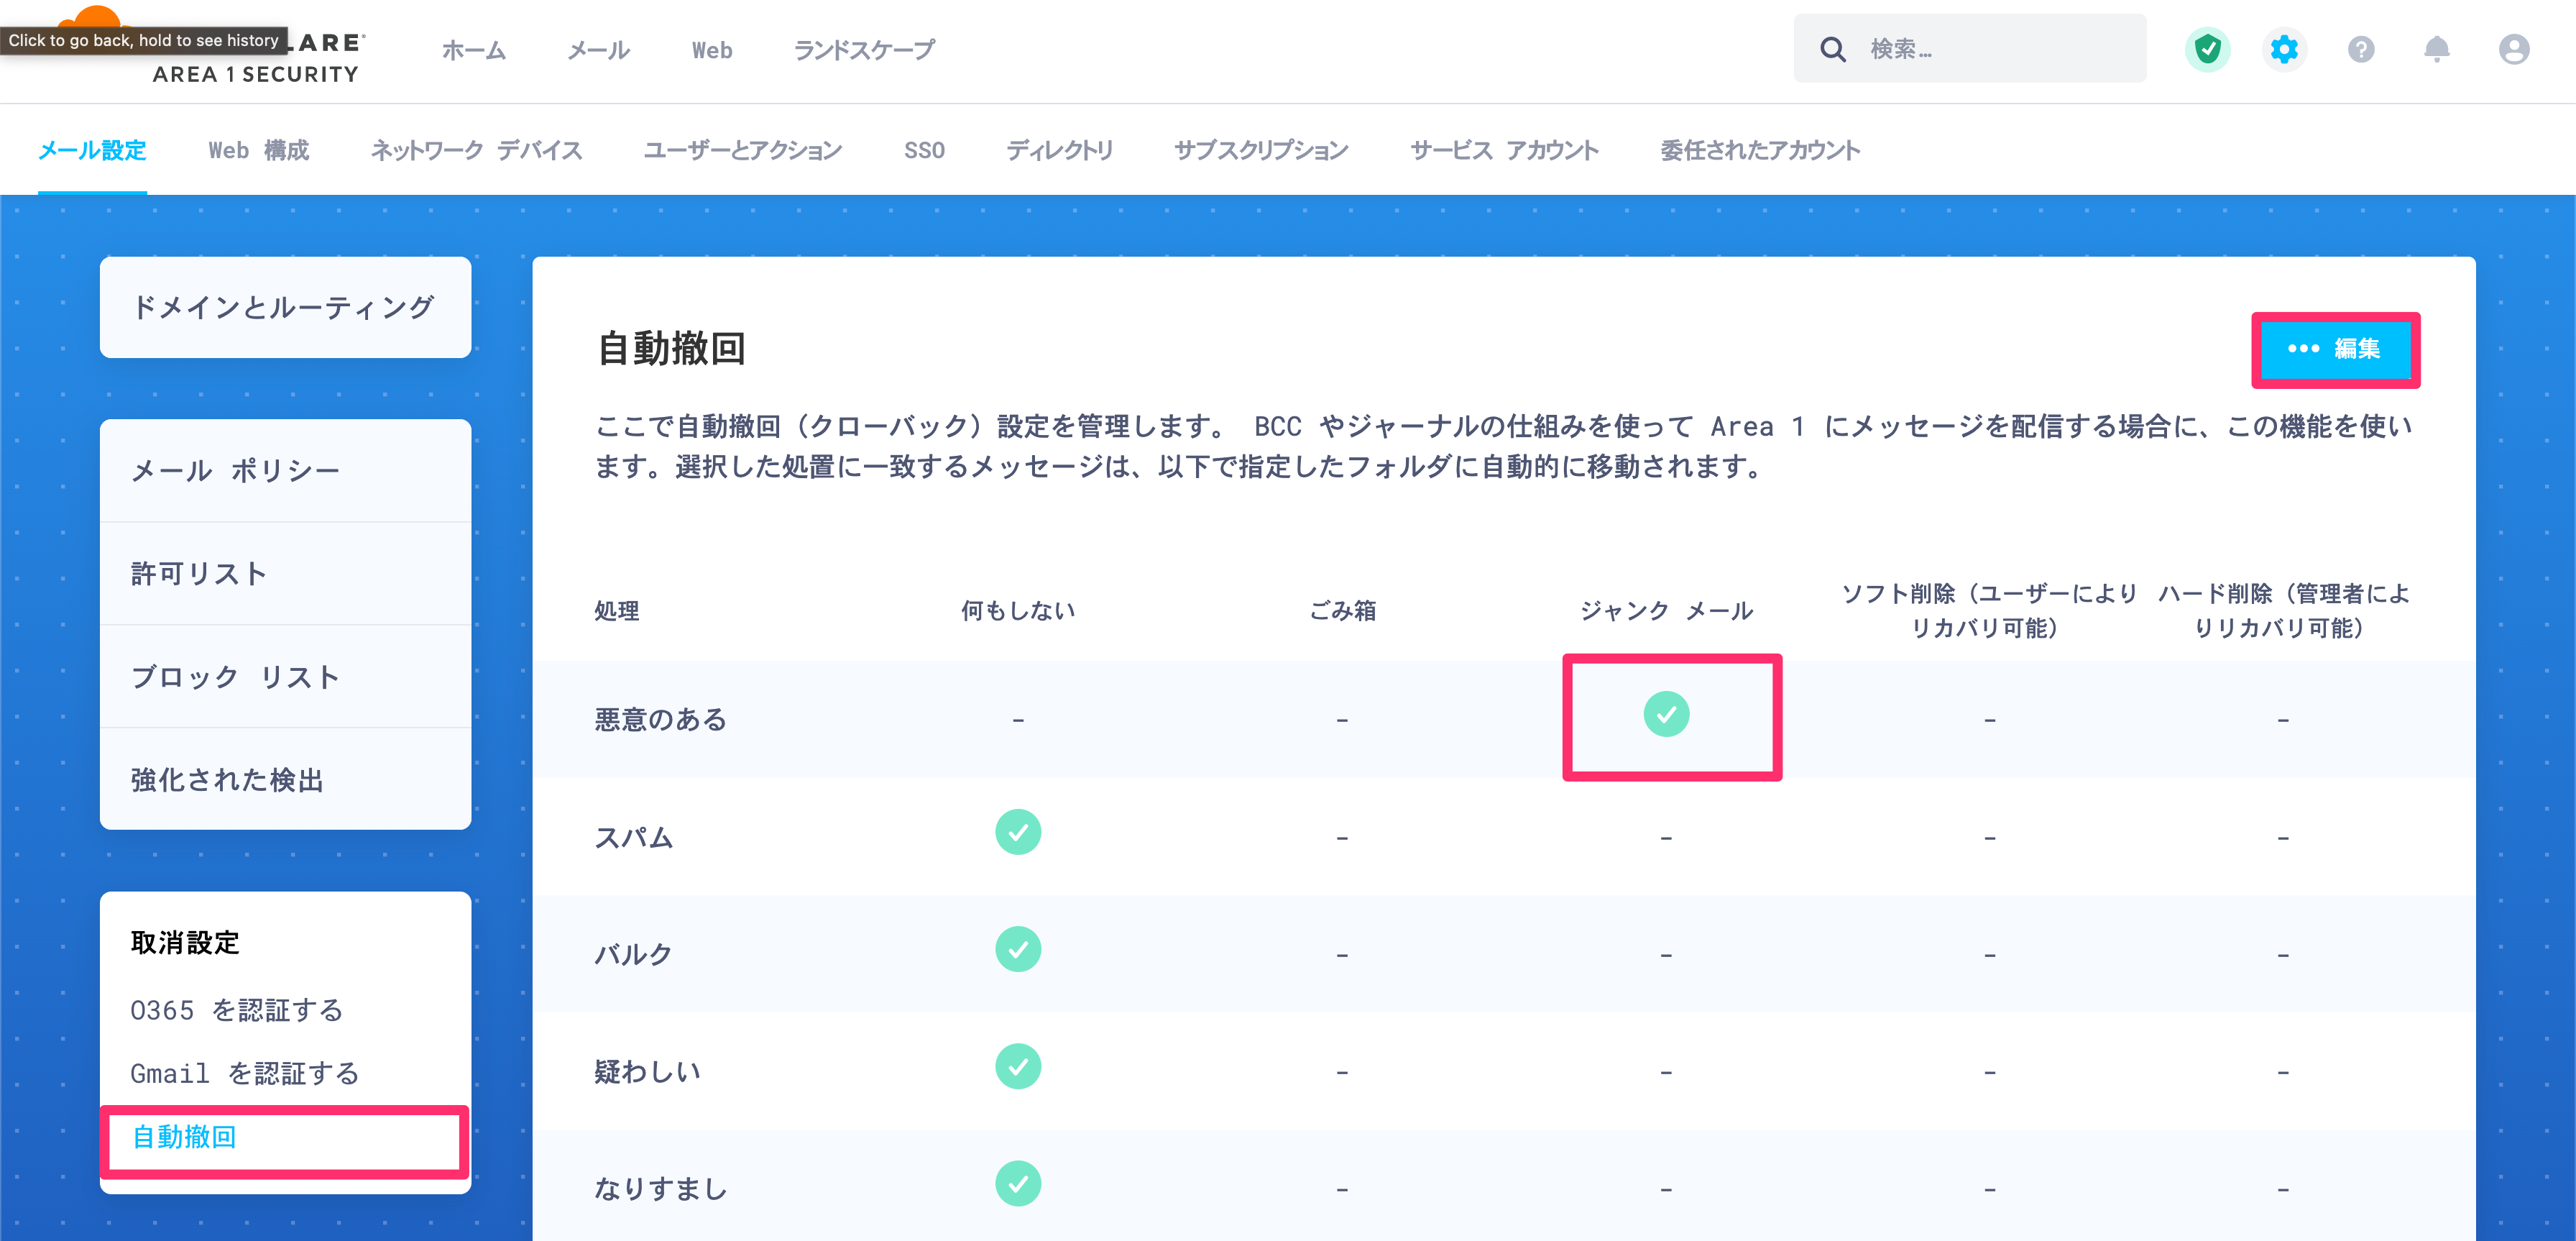 Click to go back, hold to see history
LARE
AREA 1 SECURITY
ホーム
メール
Web
ランドスケープ
検索…
メール設定
Web 構成
ネットワーク デバイス
ユーザーとアクション
SSO
ディレクトリ
サブスクリプション
サービス アカウント
委任されたアカウント
ドメインとルーティング
メール ポリシー
許可リスト
ブロック リスト
強化された検出
取消設定
O365 を認証する
Gmail を認証する
自動撤回
自動撤回
••• 編集
ここで自動撤回（クローバック）設定を管理します。 BCC やジャーナルの仕組みを使って Area 1 にメッセージを配信する場合に、この機能を使い
ます。選択した処置に一致するメッセージは、以下で指定したフォルダに自動的に移動されます。
処理
何もしない
ごみ箱
ジャンク メール
ソフト削除（ユーザーにより
リカバリ可能）
ハード削除（管理者によ
りリカバリ可能）
悪意のある
–
–
–
–
スパム
–
–
–
–
バルク
–
–
–
–
疑わしい
–
–
–
–
なりすまし
–
–
–
–